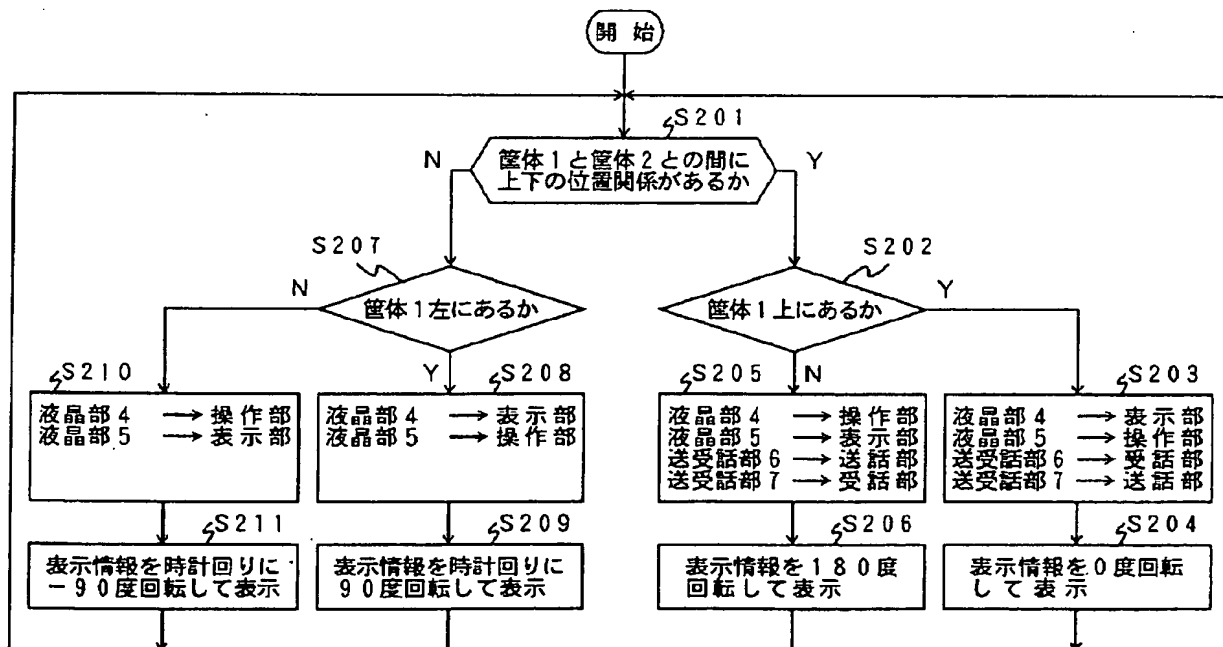 開始
S201
筐体1と筐体2との間に
上下の位置関係があるか
N
Y
S207
筐体1左にあるか
N
Y
S202
筐体1上にあるか
Y
N
S210
液晶部4 → 操作部
液晶部5 → 表示部
S208
液晶部4 → 表示部
液晶部5 → 操作部
S205
液晶部4 → 操作部
液晶部5 → 表示部
送受話部6 → 送話部
送受話部7 → 受話部
S203
液晶部4 → 表示部
液晶部5 → 操作部
送受話部6 → 受話部
送受話部7 → 送話部
S211
表示情報を時計回りに
－90度回転して表示
S209
表示情報を時計回りに
90度回転して表示
S206
表示情報を180度
回転して表示
S204
表示情報を0度回転
して表示